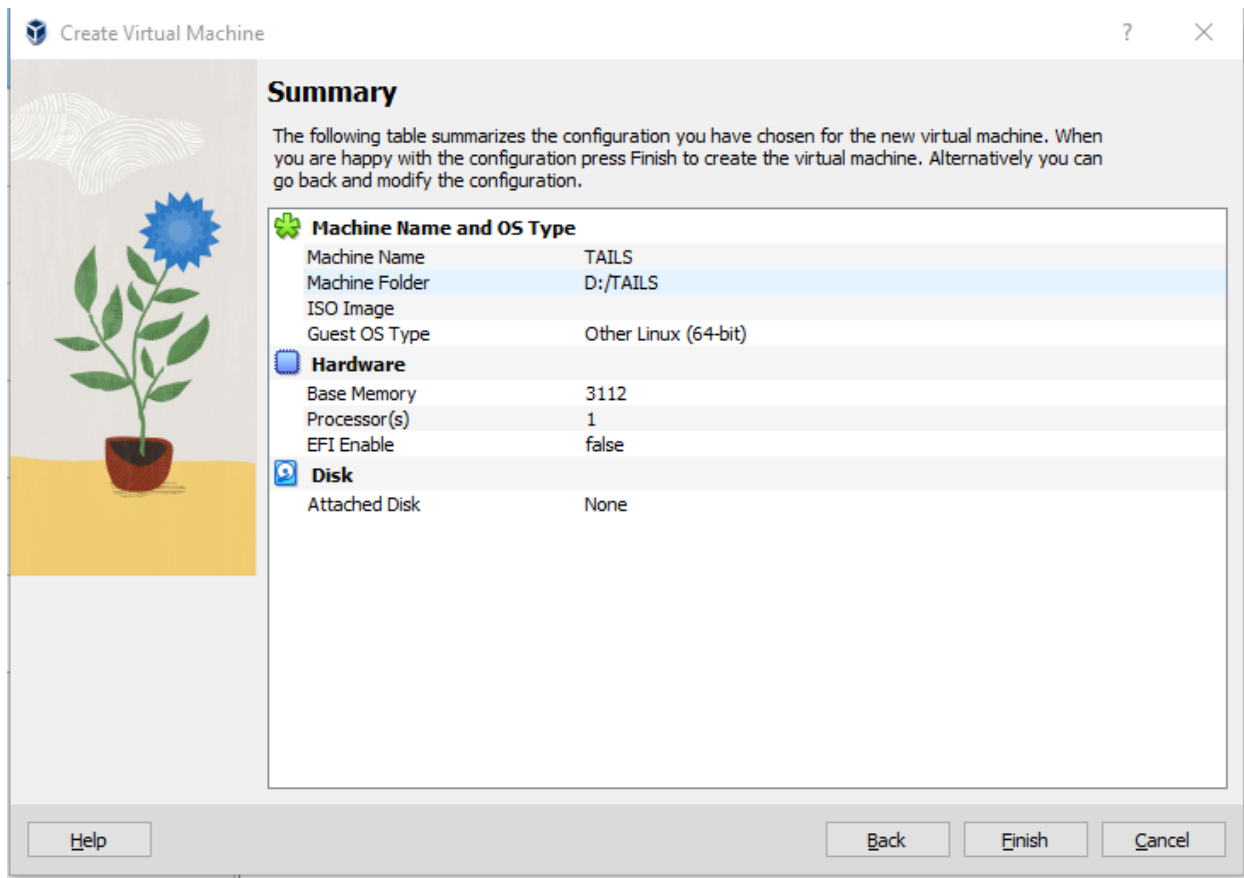 Create Virtual Machine
?
Summary
The following table summarizes the configuration you have chosen for the new virtual machine. When
you are happy with the configuration press Finish to create the virtual machine. Alternatively you can
go back and modify the configuration.
Machine Name and OS Type
Machine Name TAILS
Machine Folder D:/TAILS
ISO Image
Guest OS Type Other Linux (64-bit)
Hardware
Base Memory 3112
Processor(s) 1
EFI Enable false
Disk
Attached Disk None
Help Back Finish Cancel